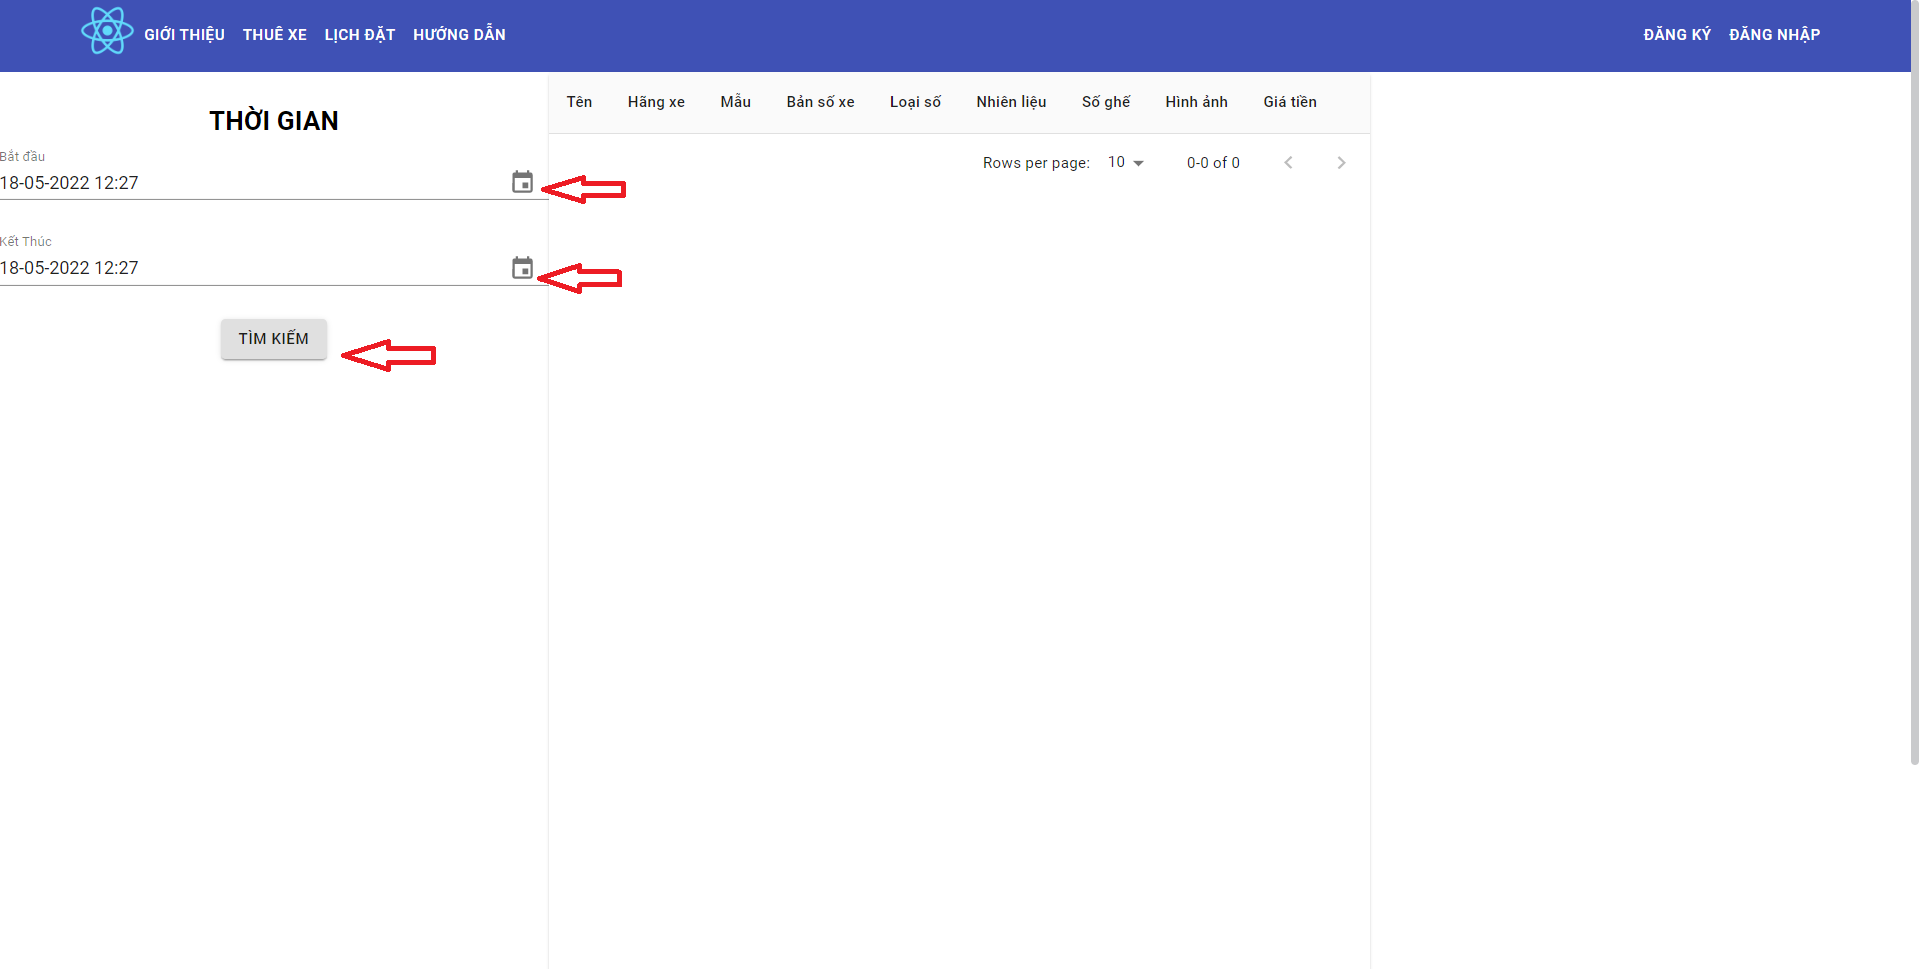 GIỚI THIỆU THUÊ XE LỊCH ĐẶT HƯỚNG DẪN ĐĂNG KÝ ĐĂNG NHẬP
THỜI GIAN
Bắt đầu
18-05-2022 12:27
Kết Thúc
18-05-2022 12:27
TÌM KIẾM
Tên Hãng xe Mẫu Bản số xe Loại số Nhiên liệu Số ghế Hình ảnh Giá tiền
Rows per page: 10 0-0 of 0